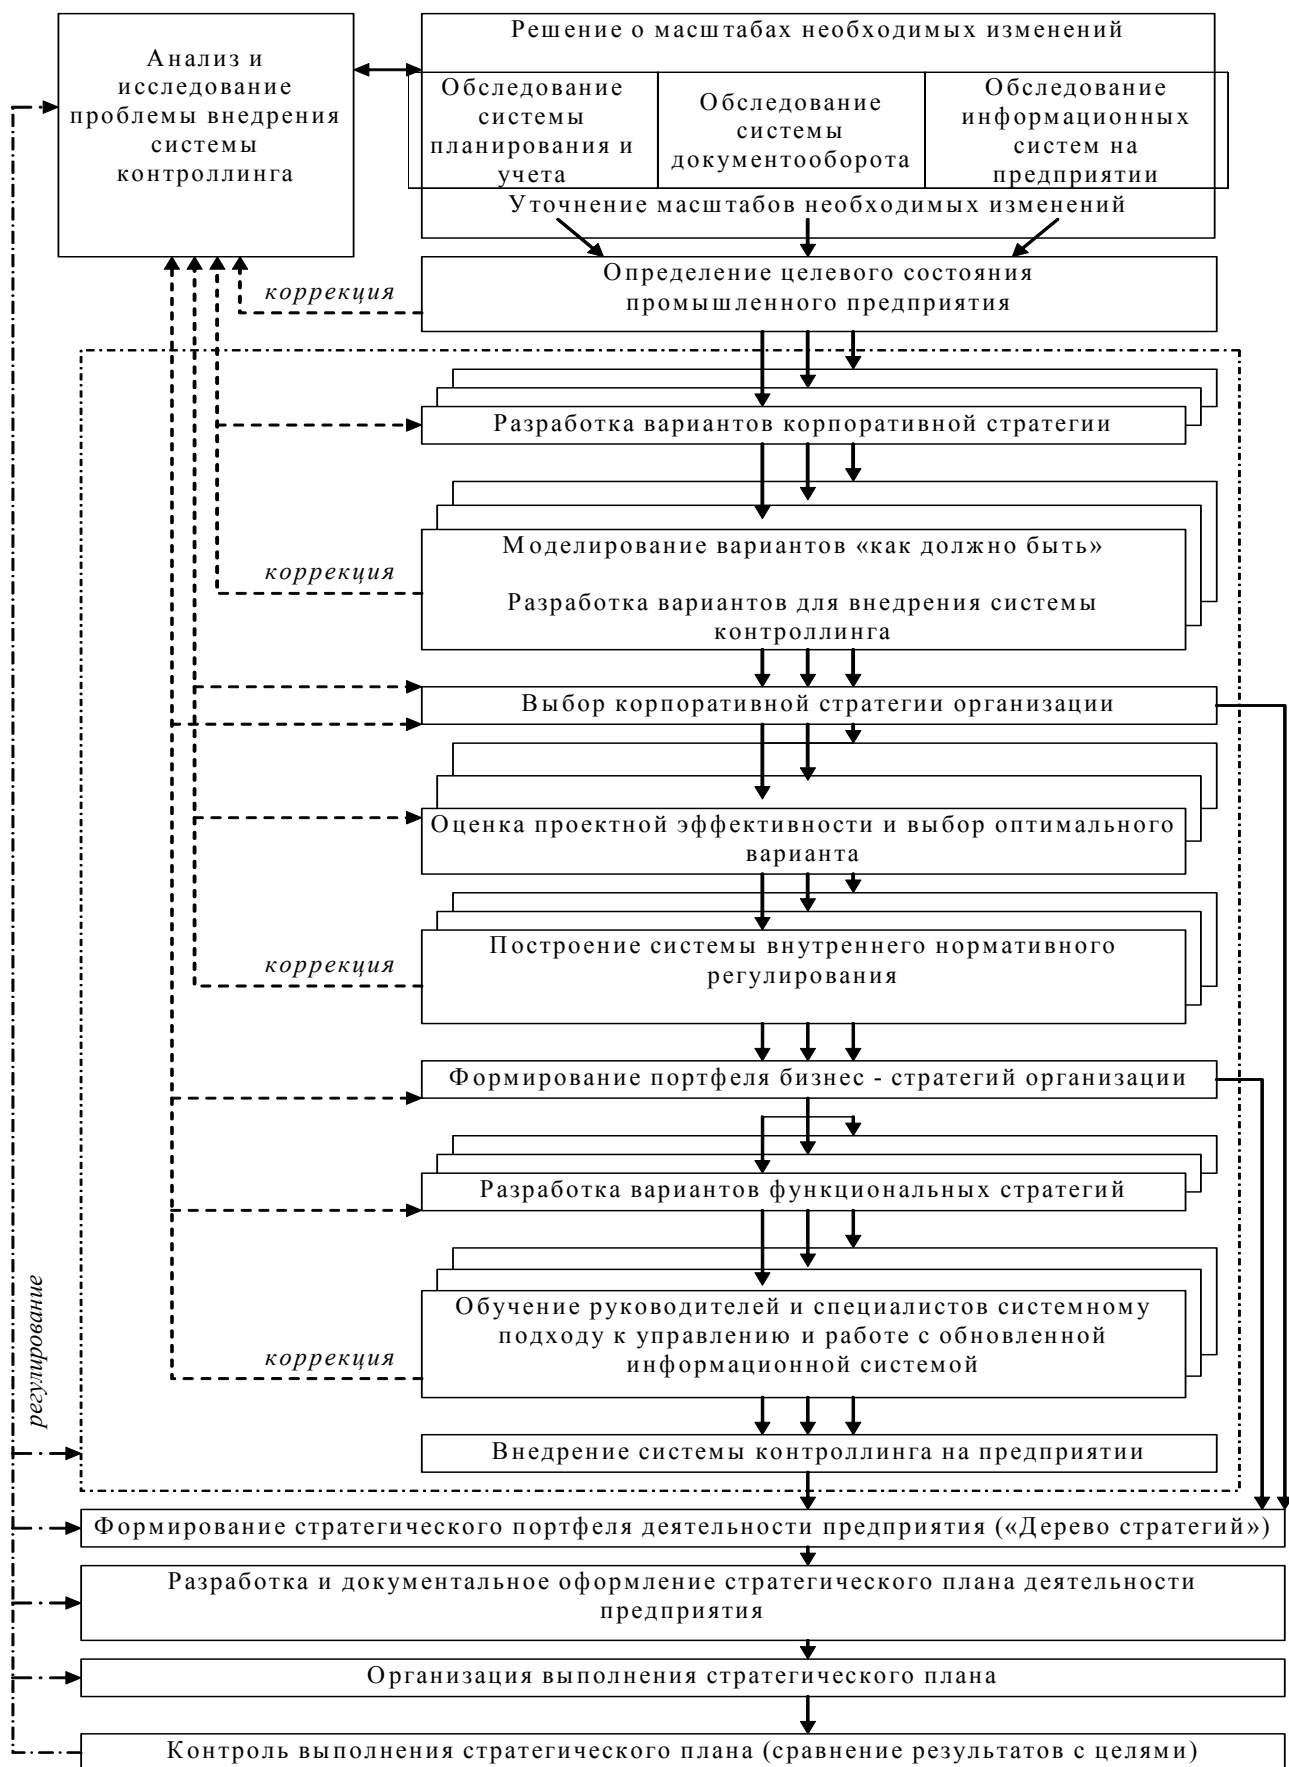 Анализ и
исследование
проблемы внедрения
системы
контроллинга
Решение о масштабах необходимых изменений
Обследование
системы
планирования и
учета
Обследование
системы
документооборота
Обследование
информационных
систем на
предприятии
Уточнение масштабов необходимых изменений
Определение целевого состояния
промышленного предприятия
коррекция
Разработка вариантов корпоративной стратегии
Моделирование вариантов «как должно быть»
Разработка вариантов для внедрения системы
контроллинга
коррекция
Выбор корпоративной стратегии организации
Оценка проектной эффективности и выбор оптимального
варианта
Построение системы внутреннего нормативного
регулирования
коррекция
Формирование портфеля бизнес - стратегий организации
Разработка вариантов функциональных стратегий
Обучение руководителей и специалистов системному
подходу к управлению и работе с обновленной
информационной системой
коррекция
регулирование
Внедрение системы контроллинга на предприятии
Формирование стратегического портфеля деятельности предприятия («Дерево стратегий»)
Разработка и документальное оформление стратегического плана деятельности
предприятия
Организация выполнения стратегического плана
Контроль выполнения стратегического плана (сравнение результатов с целями)